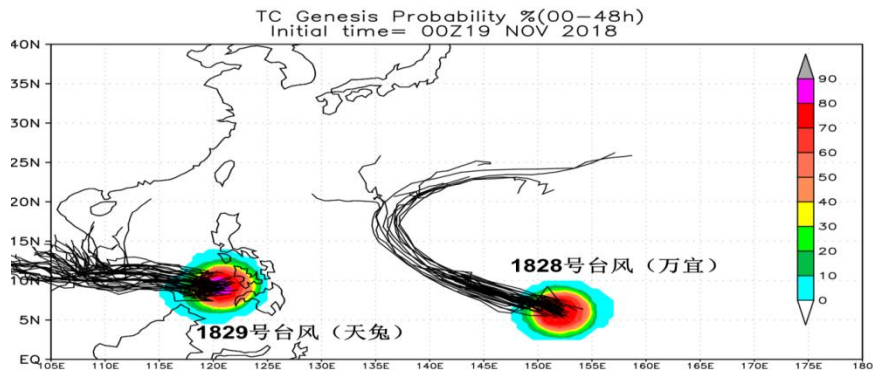 TC Genesis Probability %(00-48h)
Initial time= 00Z19 NOV 2018
40N
35N
30N
25N
20N
15N
10N
5N
EQ
90
80
70
60
50
40
30
20
10
0
1828号台风（万宜）
1829号台风（天兔）
105E 110E 115E 120E 125E 130E 135E 140E 145E 150E 155E 160E 165E 170E 175E 180